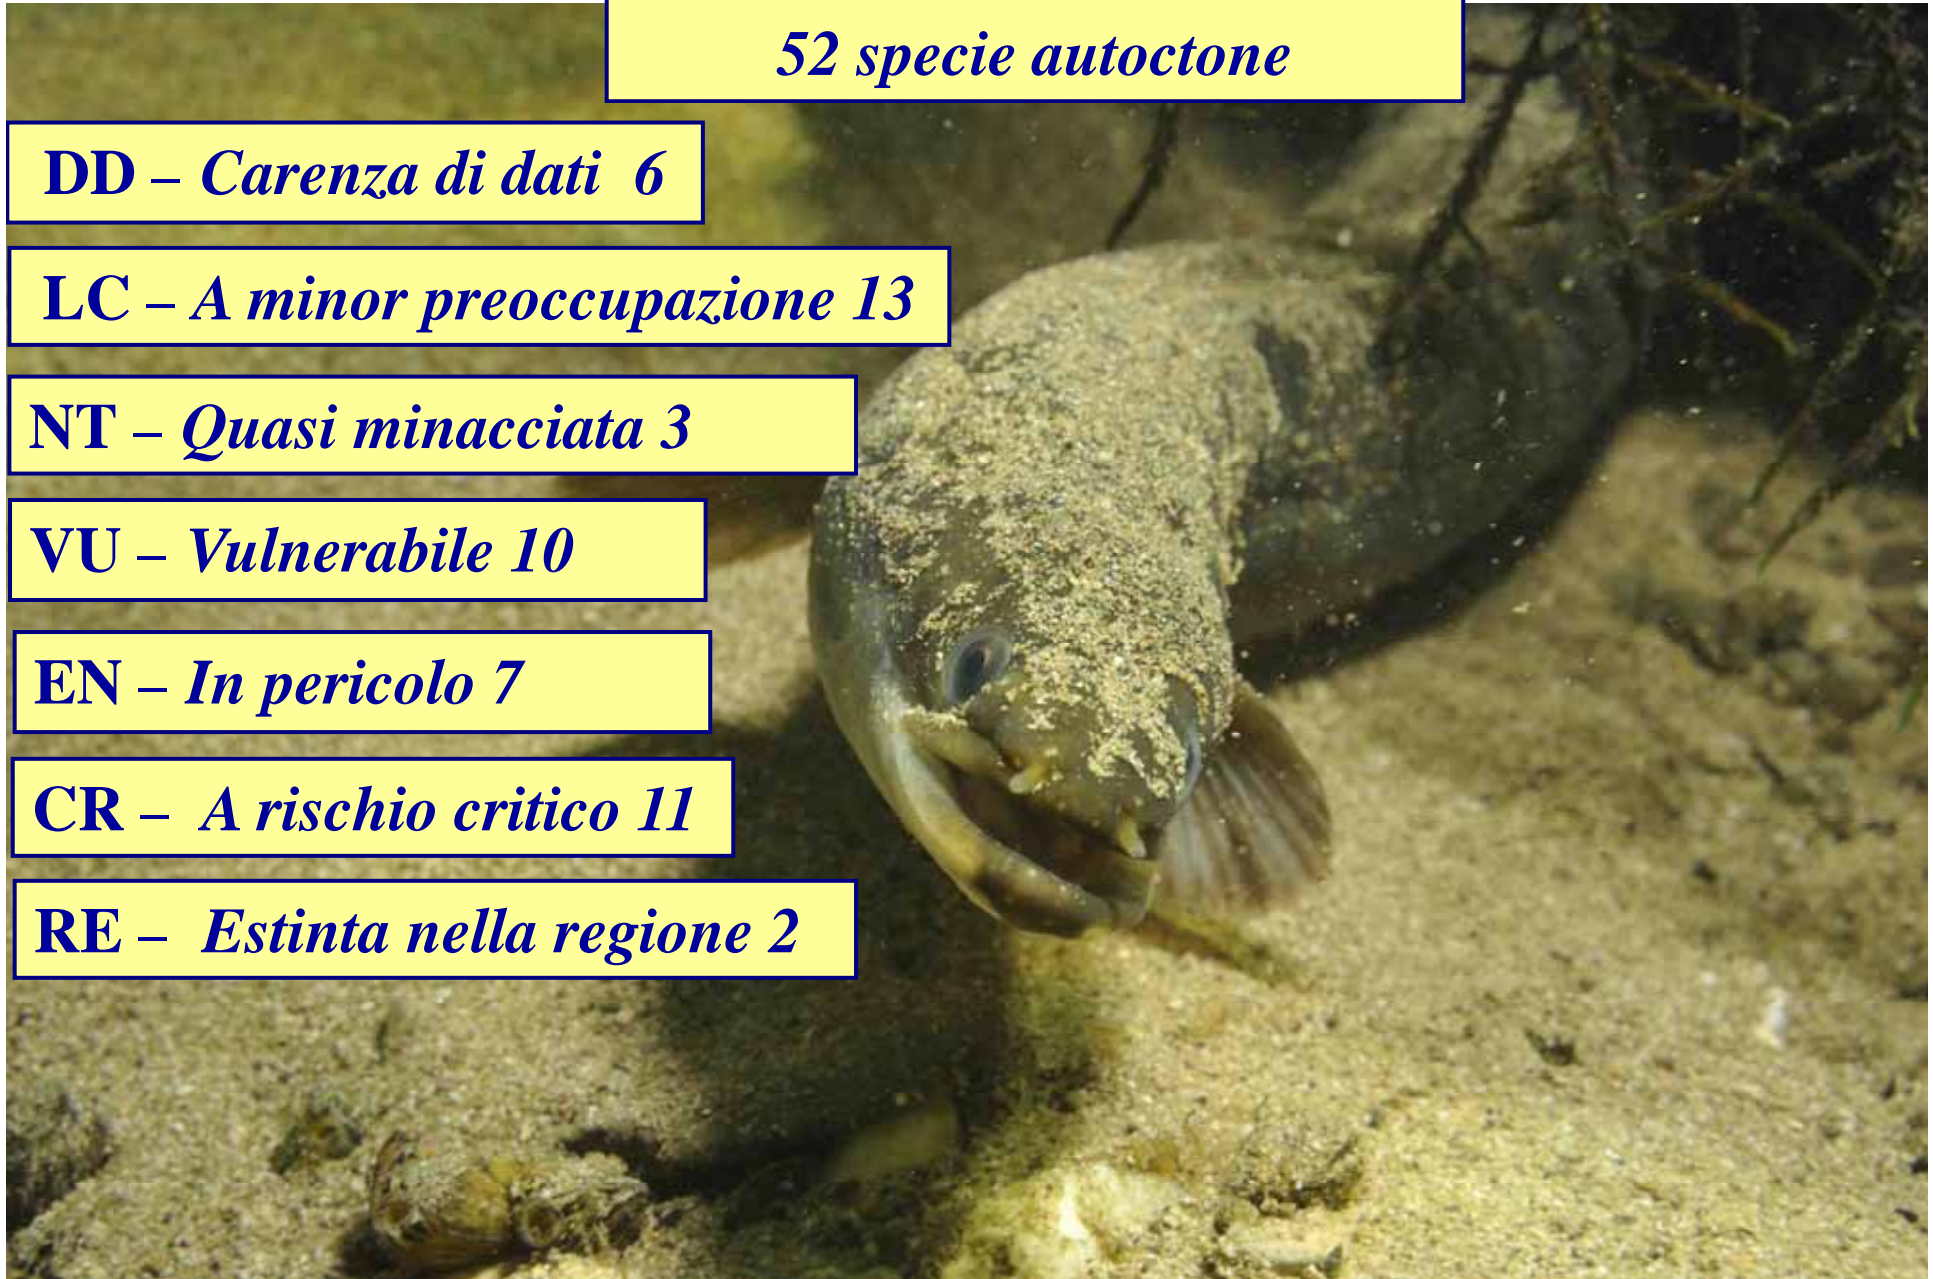 52 specie autoctone
DD – Carenza di dati 6
LC – A minor preoccupazione 13
NT – Quasi minacciata 3
VU – Vulnerabile 10
EN – In pericolo 7
CR – A rischio critico 11
RE – Estinta nella regione 2